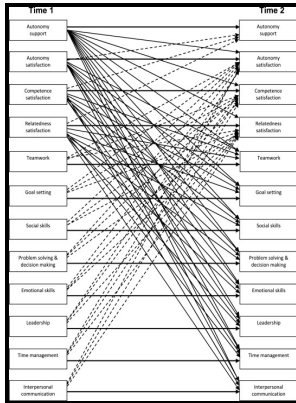 Time 1
Time 2
Autonomy
support
Autonomy
support
Autonomy
satisfaction
Autonomy
satisfaction
Competence
satisfaction
Competence
satisfaction
Relatedness
satisfaction
Relatedness
satisfaction
Teamwork
Teamwork
Goal setting
Goal setting
Social skills
Social skills
Problem solving &
decision making
Problem solving &
decision making
Emotional skills
Emotional skills
Leadership
Leadership
Time management
Time management
Interpersonal
communication
Interpersonal
communication